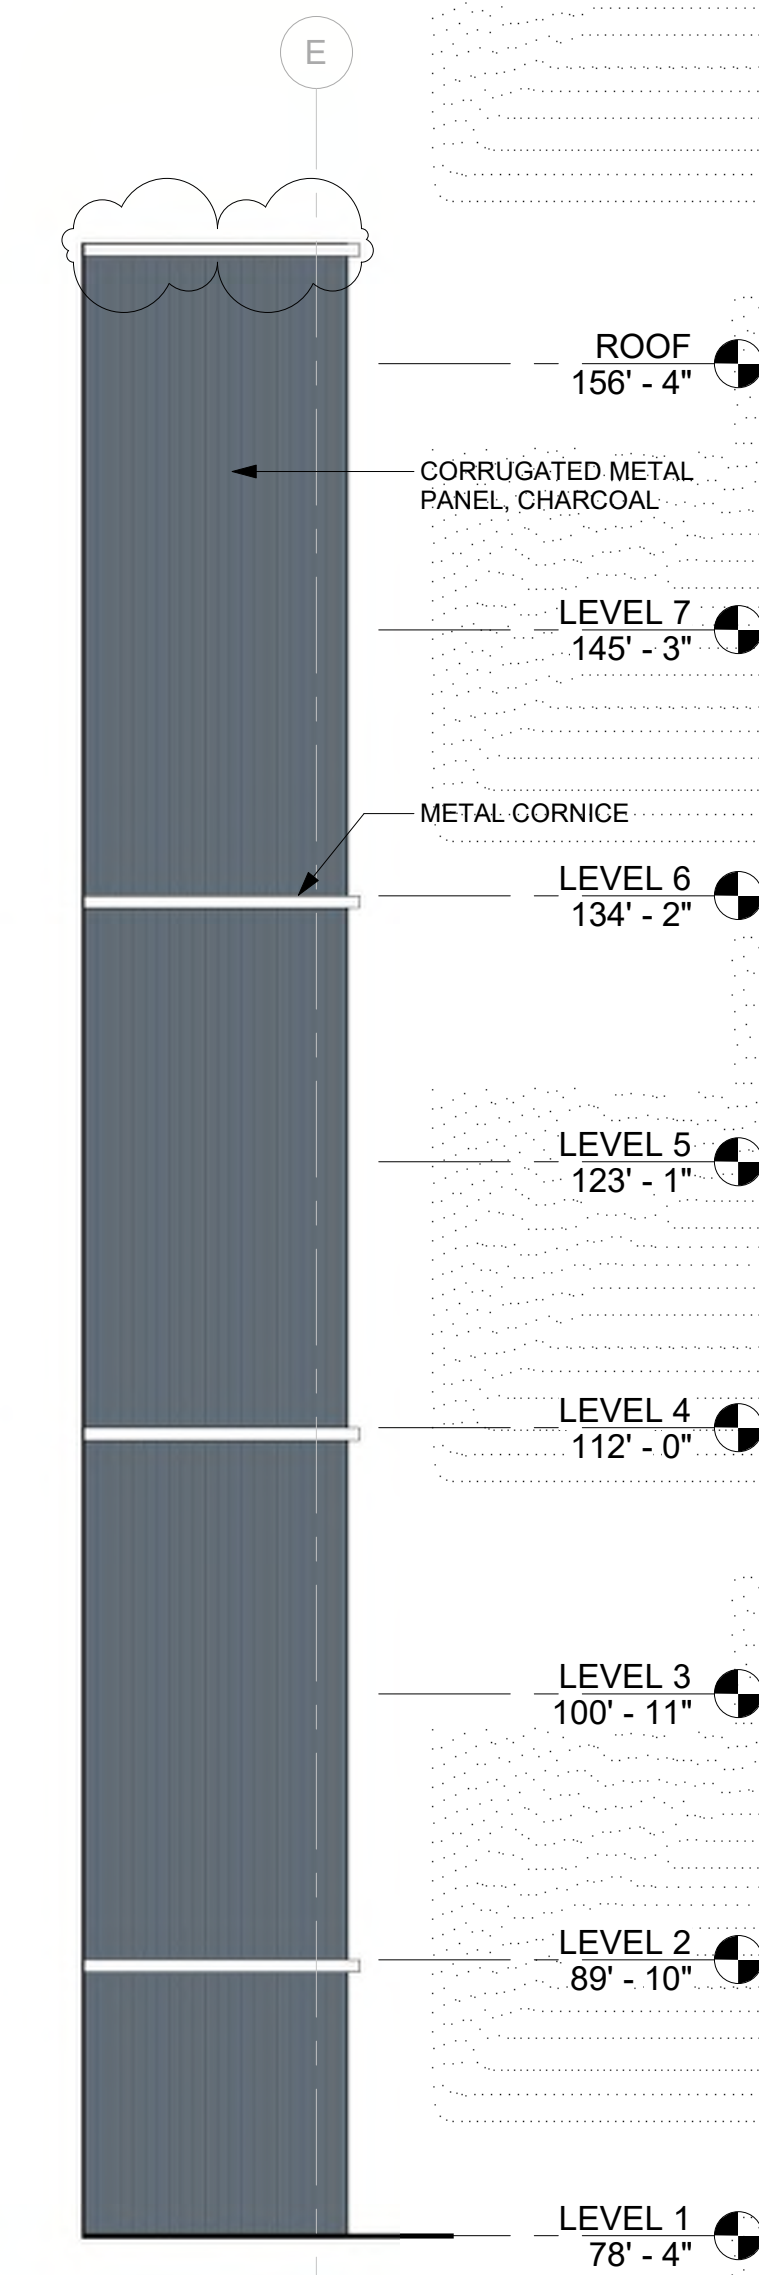 E
ROOF
156' - 4"
CORRUGATED METAL
PANEL, CHARCOAL
LEVEL 7
145' - 3"
METAL CORNICE
LEVEL 6
134' - 2"
LEVEL 5
123' - 1"
LEVEL 4
112' - 0"
LEVEL 3
100' - 11"
LEVEL 2
89' - 10"
LEVEL 1
78' - 4"